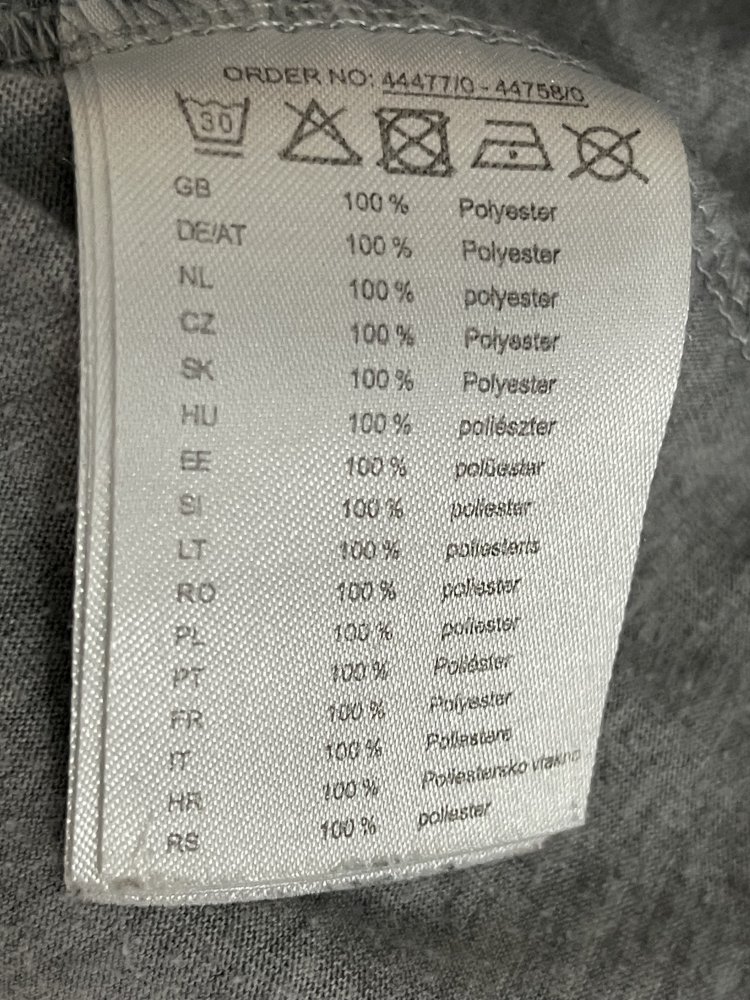 ORDER NO: 44477/0 - 44758/0
30
GB 100 % Polyester
DE/AT 100 % Polyester
NL 100 % polyester
CZ 100 % Polyester
SK 100 % Polyester
HU 100 % poliészter
EE 100 % polüester
SI 100 % poliester
LT 100 % poliesteris
RO 100 % poliester
PL 100 % poliester
PT 100 % Poliéster
FR 100 % Polyester
IT 100 % Poliestere
HR 100 % Poliestersko vlakno
RS 100 % poliester